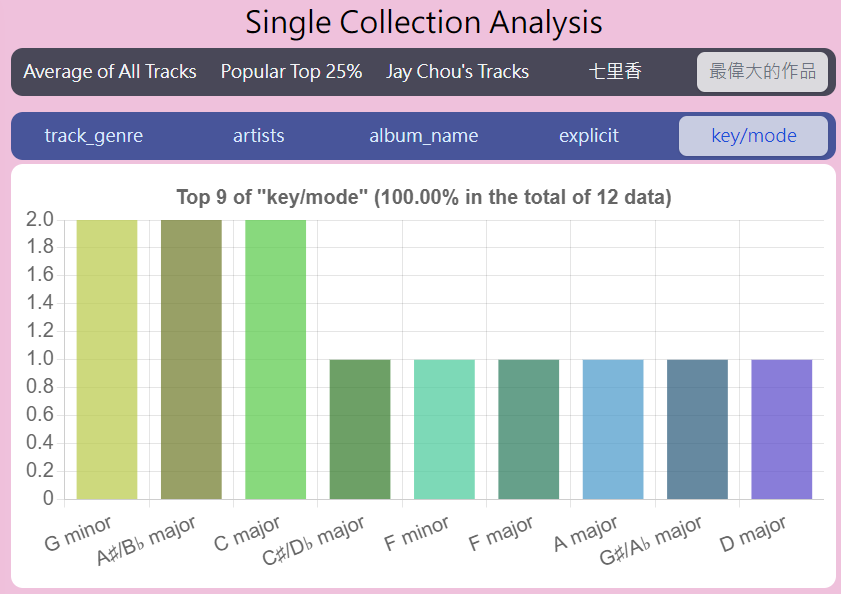 Single Collection Analysis
Average of All Tracks Popular Top 25% Jay Chou's Tracks 七里香 最偉大的作品
track_genre artists album_name explicit key/mode
Top 9 of "key/mode" (100.00% in the total of 12 data)
2.0
1.8
1.6
1.4
1.2
1.0
0.8
0.6
0.4
0.2
0
G minor A♯/B♭ major C major C♯/D♭ major F minor F major A major G♯/A♭ major D major